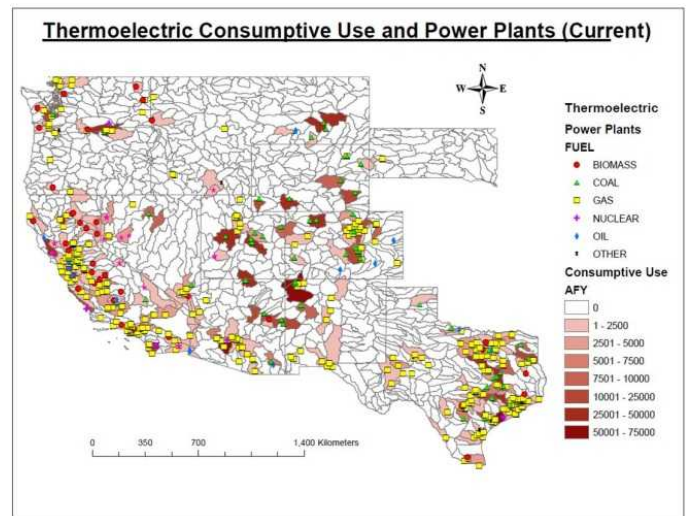 Thermoelectric Consumptive Use and Power Plants (Current)
N
W E
S
Thermoelectric
Power Plants
FUEL
BIOMASS
COAL
GAS
NUCLEAR
OIL
OTHER
Consumptive Use
AFY
0
1 - 2500
2501 - 5000
5001 - 7500
7501 - 10000
10001 - 25000
25001 - 50000
50001 - 75000
0 350 700 1,400 Kilometers